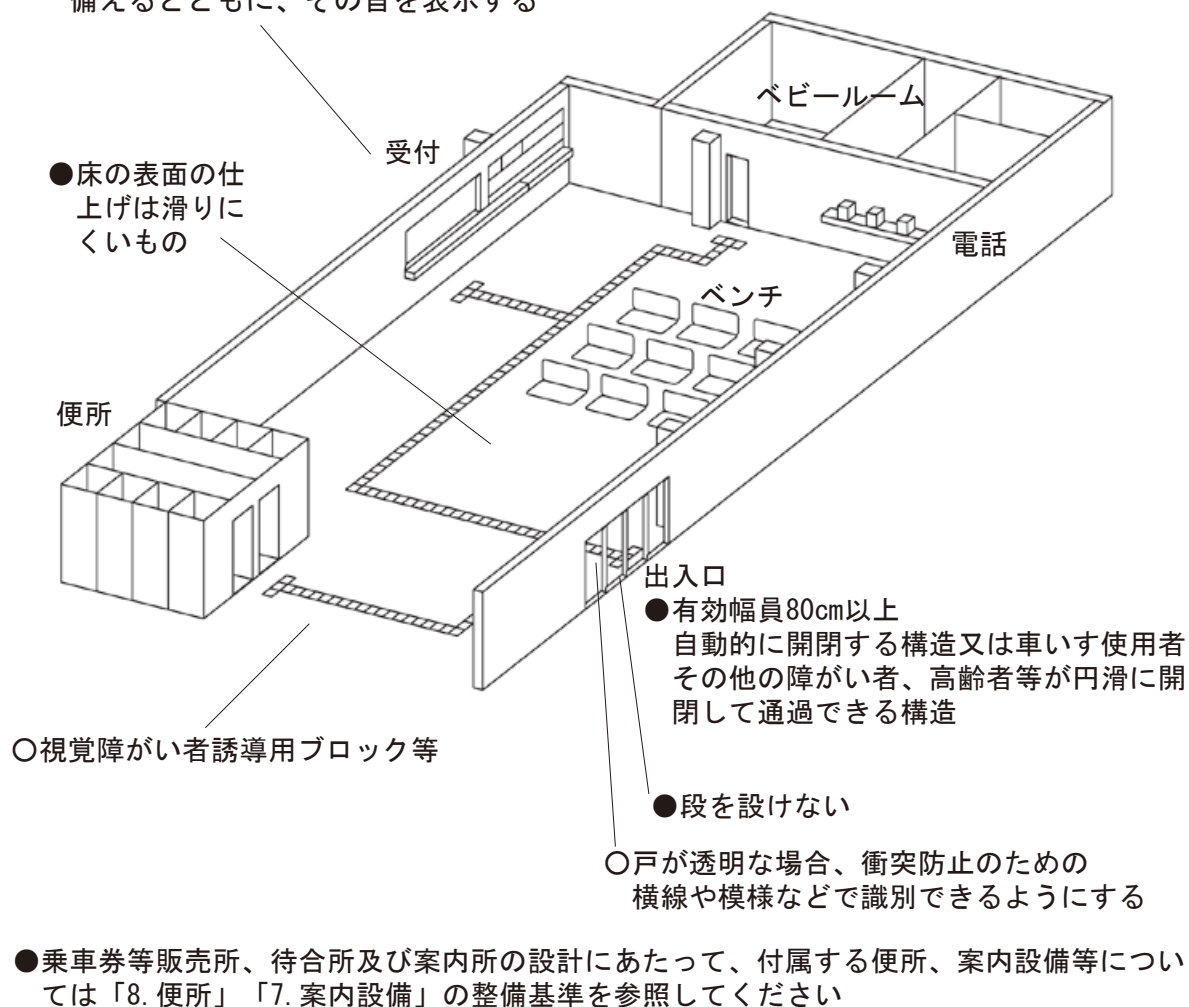 備えるとともに、その旨を表示する
ベビールーム
受付
●床の表面の仕
上げは滑りに
くいもの
電話
ベンチ
便所
出入口
●有効幅員80cm以上
自動的に開閉する構造又は車いす使用者
その他の障がい者、高齢者等が円滑に開
閉して通過できる構造
○視覚障がい者誘導用ブロック等
●段を設けない
○戸が透明な場合、衝突防止のための
横線や模様などで識別できるようにする
●乗車券等販売所、待合所及び案内所の設計にあたって、付属する便所、案内設備等につい
ては「8.便所」「7.案内設備」の整備基準を参照してください